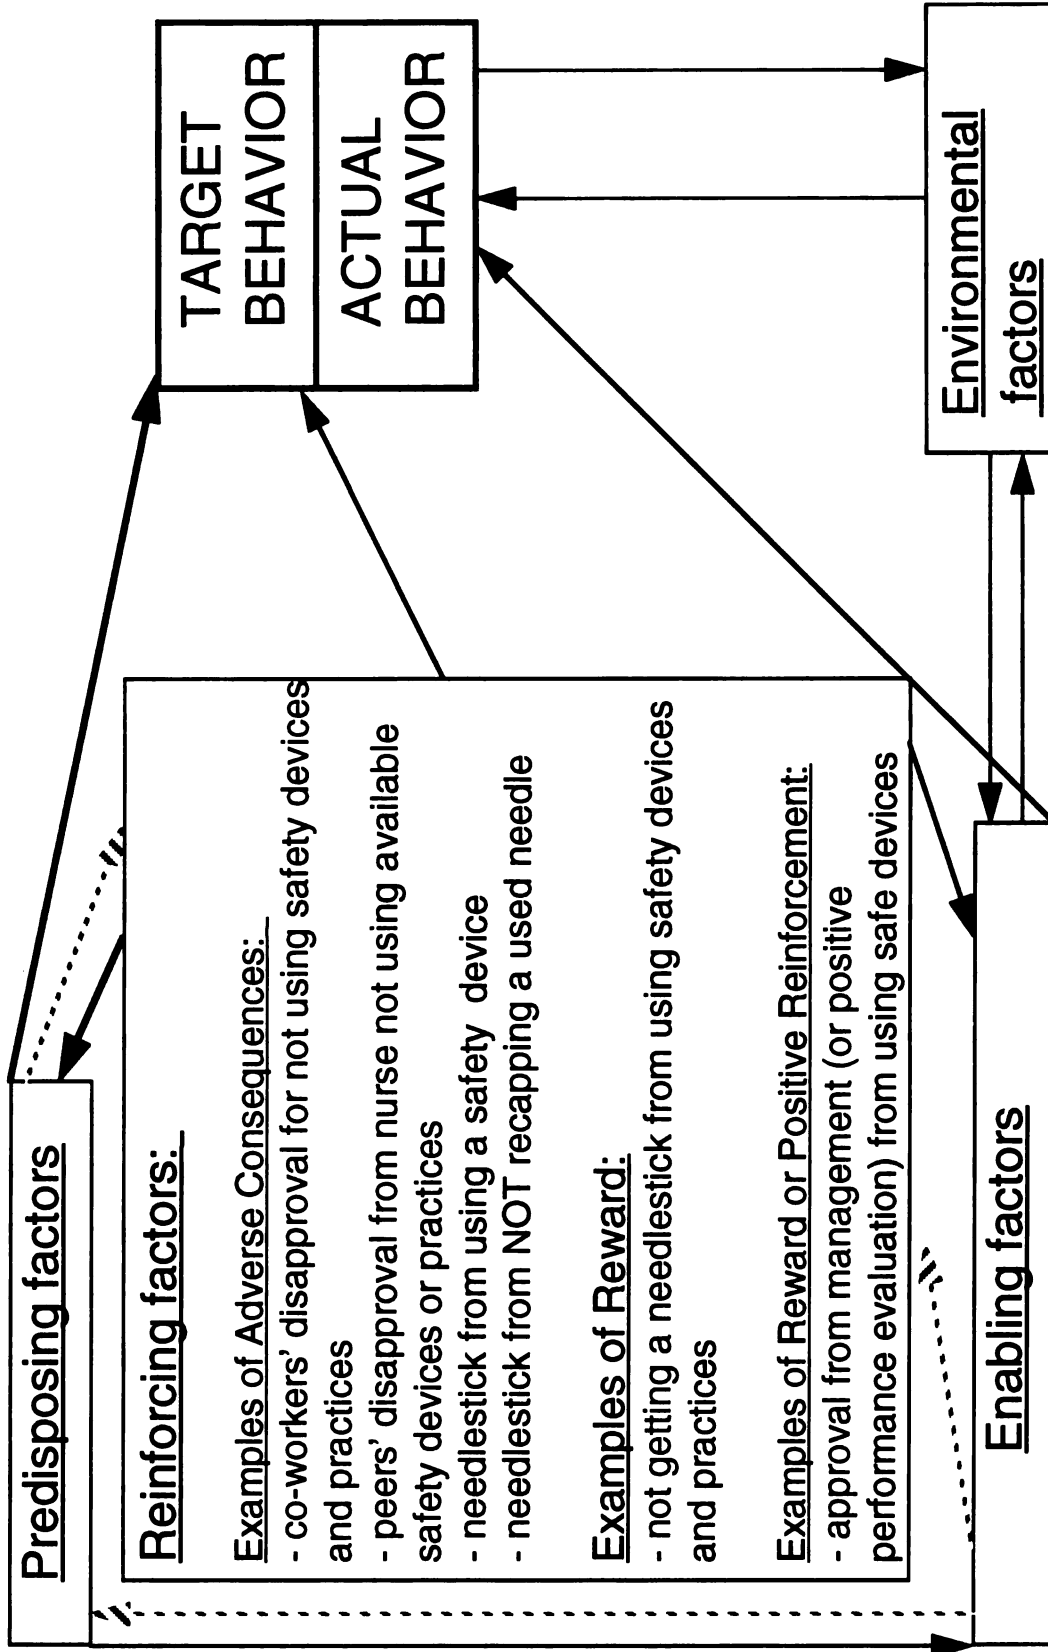 Predisposing factors
Reinforcing factors:
Examples of Adverse Consequences:
- co-workers' disapproval for not using safety devices
and practices
- peers' disapproval from nurse not using available
safety devices or practices
- needlestick from using a safety device
- needlestick from NOT recapping a used needle
Examples of Reward:
- not getting a needlestick from using safety devices
and practices
Examples of Reward or Positive Reinforcement:
- approval from management (or positive
performance evaluation) from using safe devices
Enabling factors
TARGET
BEHAVIOR
ACTUAL
BEHAVIOR
Environmental
factors